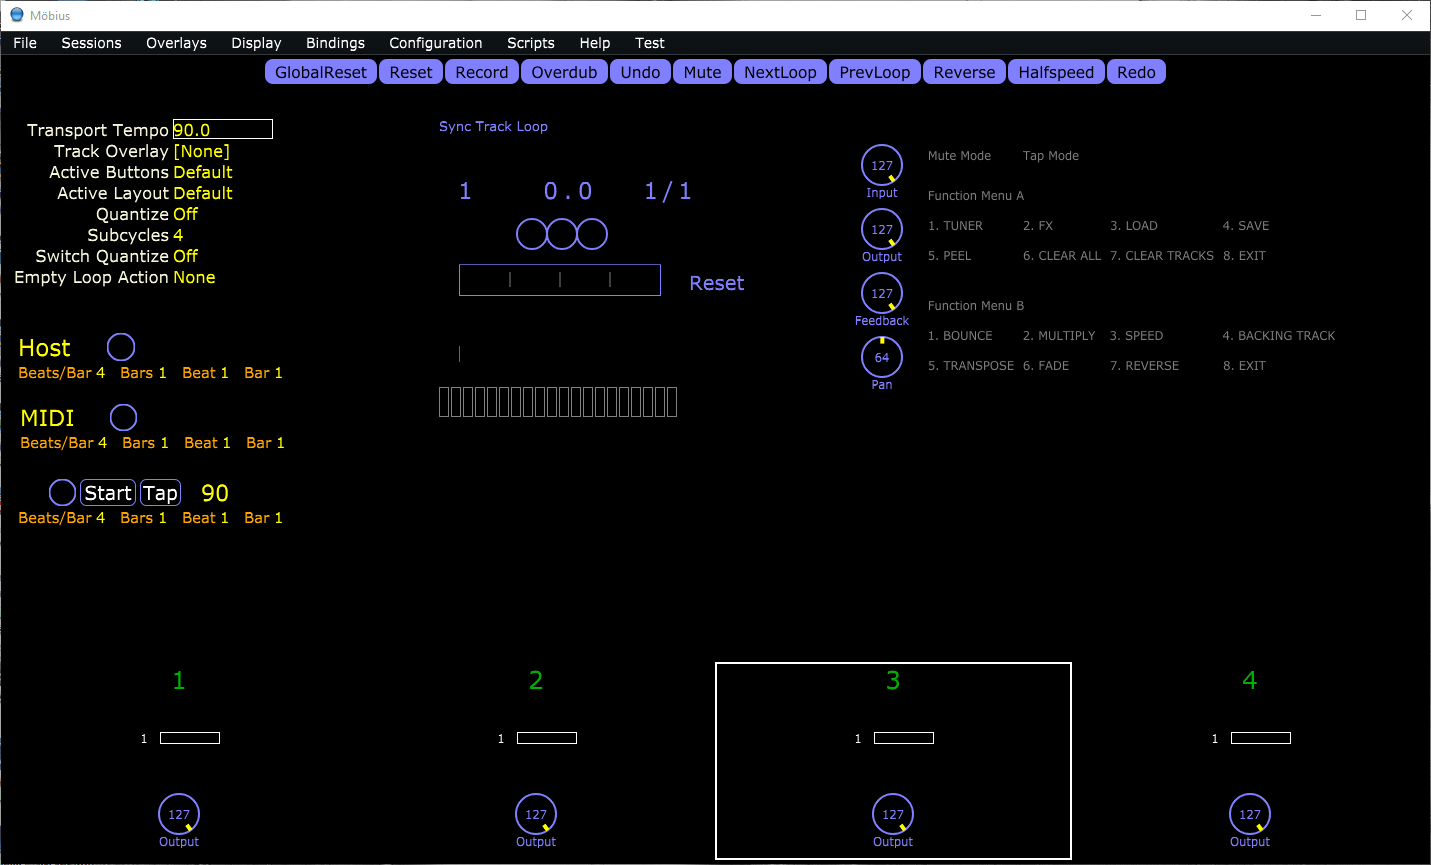 Möbius
File Sessions Overlays Display Bindings Configuration Scripts Help Test
GlobalReset Reset Record Overdub Undo Mute NextLoop PrevLoop Reverse Halfspeed Redo
Transport Tempo 90.0
Track Overlay [None]
Active Buttons Default
Active Layout Default
Quantize Off
Subcycles 4
Switch Quantize Off
Empty Loop Action None
Host
Beats/Bar 4 Bars 1 Beat 1 Bar 1
MIDI
Beats/Bar 4 Bars 1 Beat 1 Bar 1
Start Tap 90
Beats/Bar 4 Bars 1 Beat 1 Bar 1
Sync Track Loop
1 0.0 1/1
Reset
127
Input
127
Output
127
Feedback
64
Pan
Mute Mode Tap Mode
Function Menu A
1. TUNER 2. FX 3. LOAD 4. SAVE
5. PEEL 6. CLEAR ALL 7. CLEAR TRACKS 8. EXIT
Function Menu B
1. BOUNCE 2. MULTIPLY 3. SPEED 4. BACKING TRACK
5. TRANSPOSE 6. FADE 7. REVERSE 8. EXIT
1
1
127
Output
2
1
127
Output
3
1
127
Output
4
1
127
Output